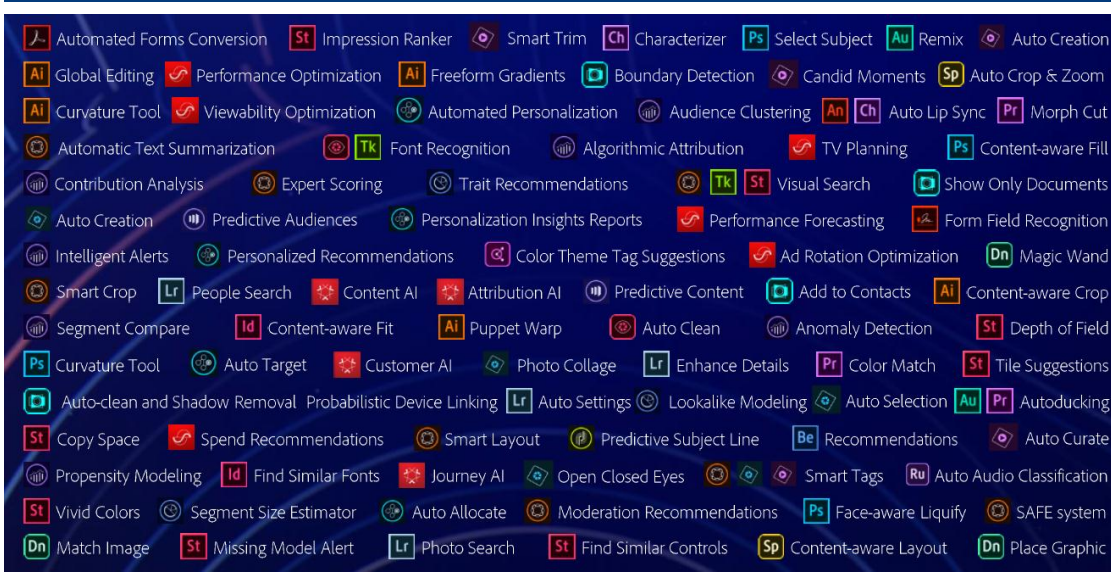 St Automated Forms Conversion St Impression Ranker Smart Trim Ch Characterizer Ps Select Subject Au Remix Auto Creation
Ai Global Editing Performance Optimization Ai Freeform Gradients Boundary Detection Candid Moments Sp Auto Crop & Zoom
Ai Curvature Tool Viewability Optimization Automated Personalization Audience Clustering An Ch Auto Lip Sync Pr Morph Cut
Automatic Text Summarization Tk Font Recognition Algorithmic Attribution TV Planning Ps Content-aware Fill
Contribution Analysis Expert Scoring Trait Recommendations Tk St Visual Search Show Only Documents
Auto Creation Predictive Audiences Personalization Insights Reports Performance Forecasting Form Field Recognition
Intelligent Alerts Personalized Recommendations Color Theme Tag Suggestions Ad Rotation Optimization Dn Magic Wand
Smart Crop Lr People Search Content AI Attribution AI Predictive Content Add to Contacts Ai Content-aware Crop
Segment Compare Id Content-aware Fit Ai Puppet Warp Auto Clean Anomaly Detection St Depth of Field
Ps Curvature Tool Auto Target Customer AI Photo Collage Lr Enhance Details Pr Color Match St Tile Suggestions
Auto-clean and Shadow Removal Probabilistic Device Linking Lr Auto Settings Lookalike Modeling Auto Selection Au Pr Autoducking
St Copy Space Spend Recommendations Smart Layout Predictive Subject Line Be Recommendations Auto Curate
Propensity Modeling Id Find Similar Fonts Journey AI Open Closed Eyes Smart Tags Ru Auto Audio Classification
St Vivid Colors Segment Size Estimator Auto Allocate Moderation Recommendations Ps Face-aware Liquify SAFE system
Dn Match Image St Missing Model Alert Lr Photo Search St Find Similar Controls Sp Content-aware Layout Dn Place Graphic